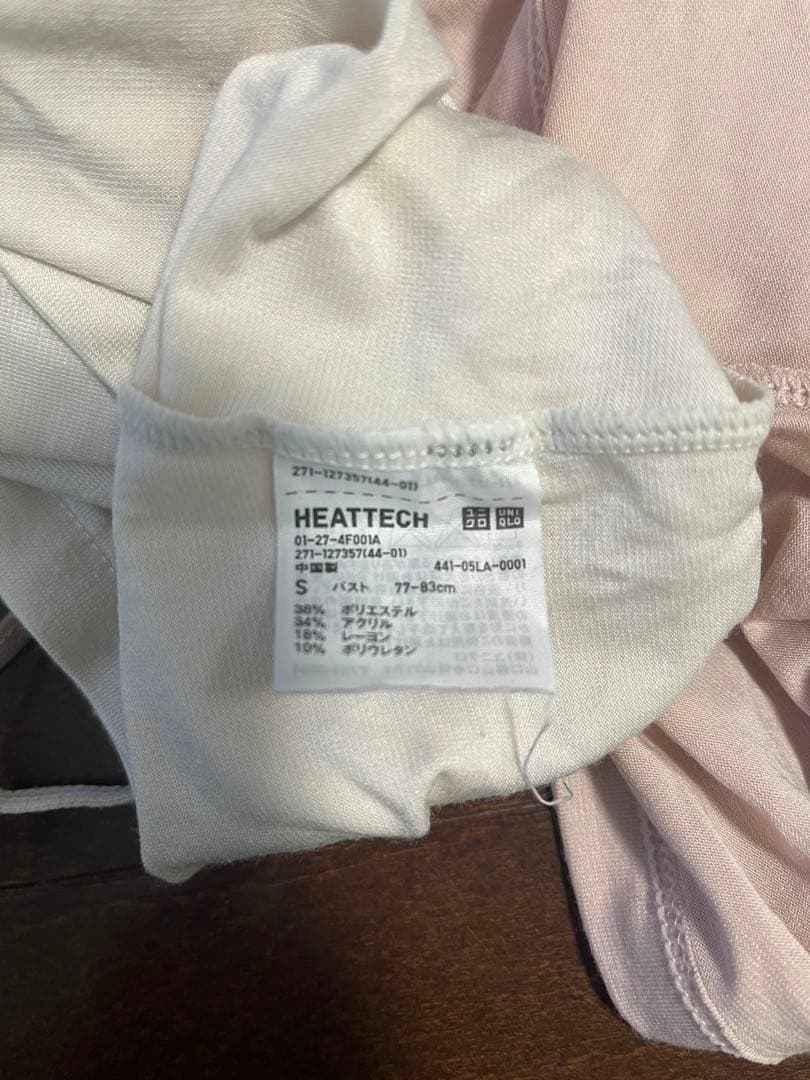 271-127357(44-01)
HEATTECH ユニクロ UNIQLO
01-27-4F001A
271-127357(44-01)
中国製 441-05LA-0001
S バスト 77-83cm
38% ポリエステル
34% アクリル
18% レーヨン
10% ポリウレタン